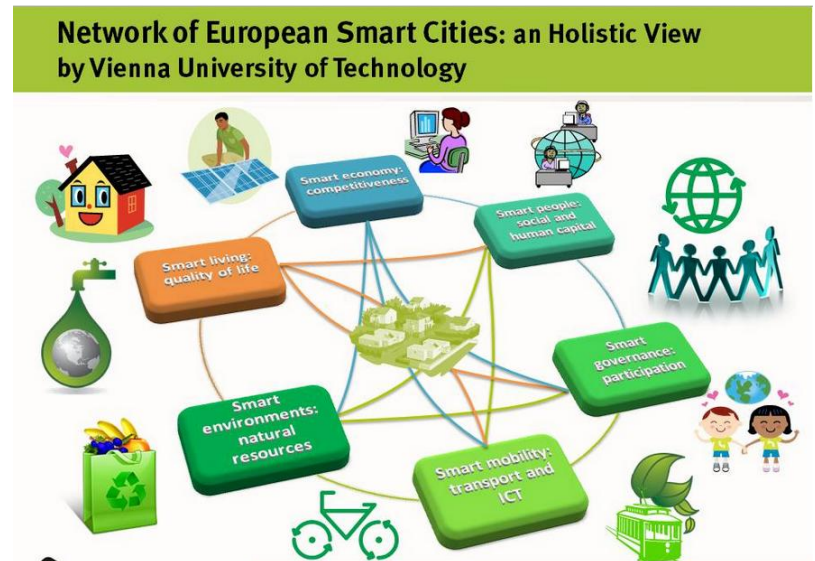 Network of European Smart Cities: an Holistic View
by Vienna University of Technology
Smart economy:
competitiveness
Smart people:
social and
human capital
Smart living:
quality of life
Smart
governance:
participation
Smart
environments:
natural
resources
Smart mobility:
transport and
ICT